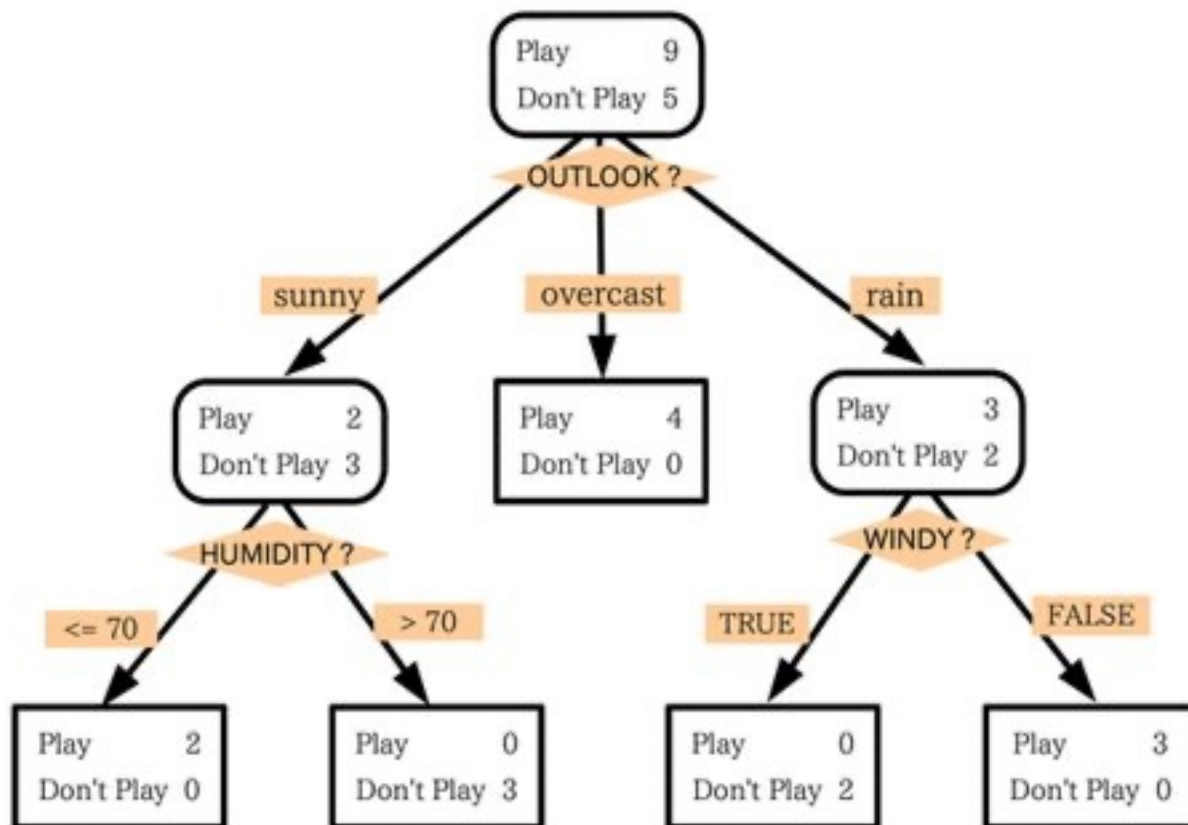 Play 9
Don't Play 5
OUTLOOK ?
sunny
overcast
rain
Play 2
Don't Play 3
Play 4
Don't Play 0
Play 3
Don't Play 2
HUMIDITY ?
WINDY ?
<= 70
> 70
TRUE
FALSE
Play 2
Don't Play 0
Play 0
Don't Play 3
Play 0
Don't Play 2
Play 3
Don't Play 0